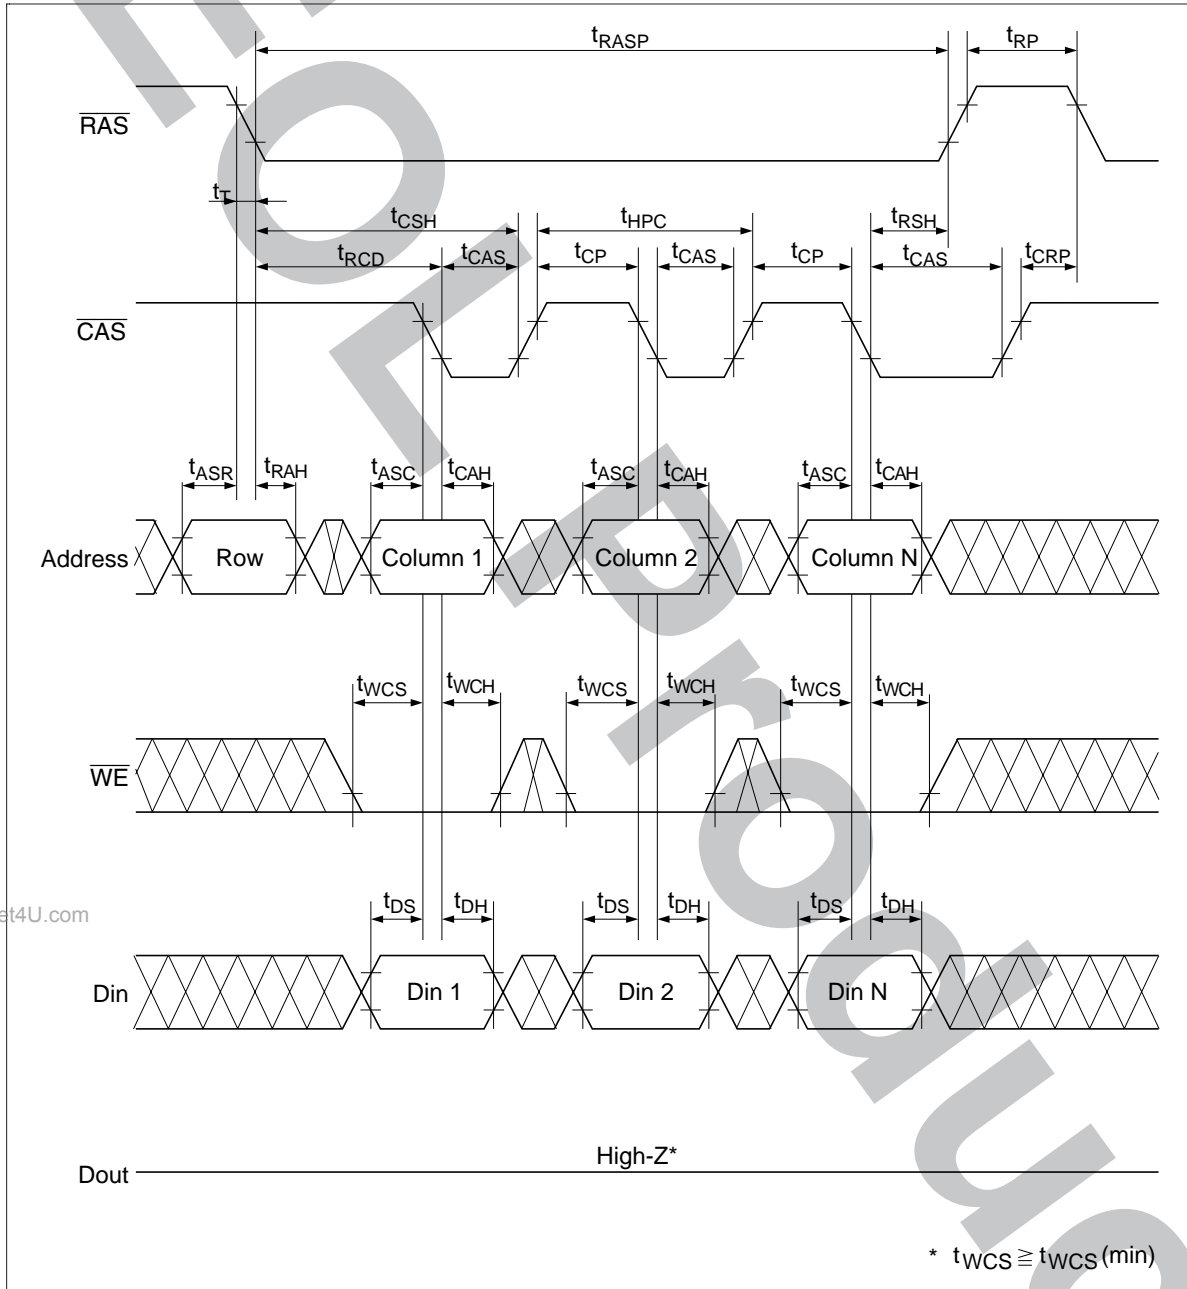 tRASP tRP
RAS
tT
tCSH tHPC tRSH
tRCD tCAS tCP tCAS tCP tCAS tCRP
CAS
tASR tRAH tASC tCAH tASC tCAH tASC tCAH
Address Row Column 1 Column 2 Column N
tWCS tWCH tWCS tWCH tWCS tWCH
WE
et4U.com
tDS tDH tDS tDH tDS tDH
Din Din 1 Din 2 Din N
High-Z*
Dout
* tWCS ≧ tWCS (min)
EOL Produc